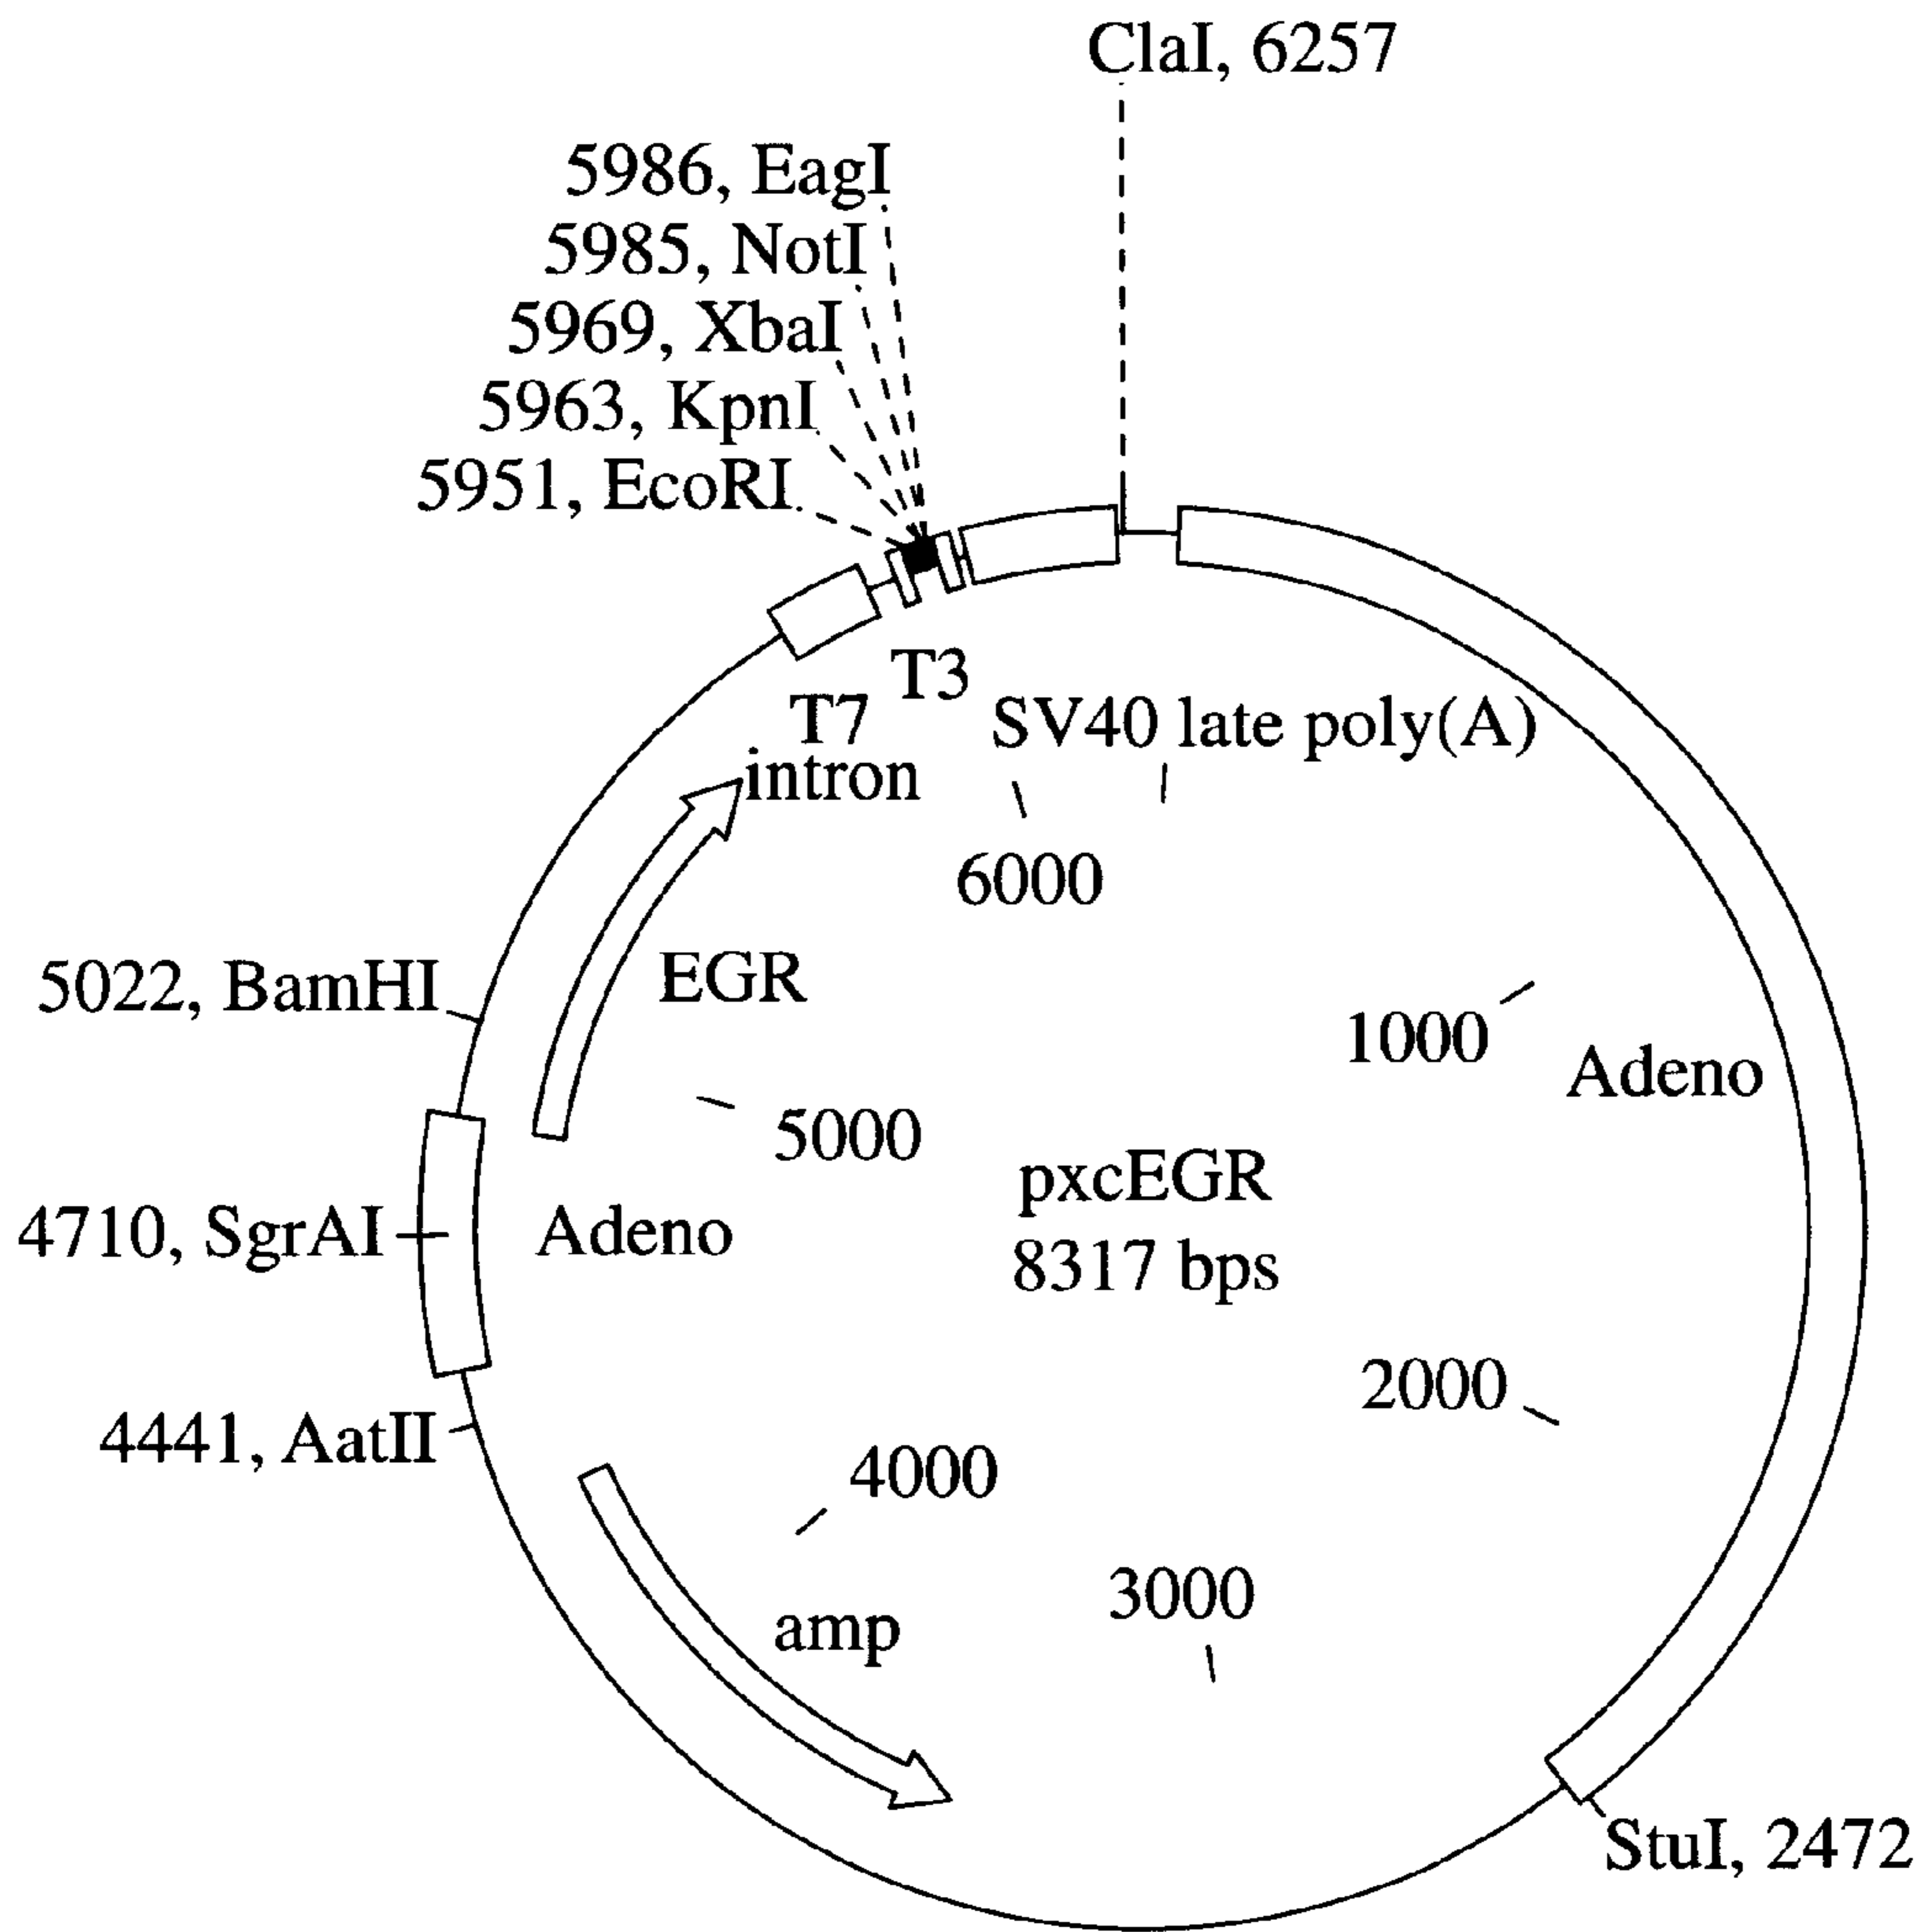 ClaI, 6257
5986, EagI
5985, NotI
5969, XbaI
5963, KpnI
5951, EcoRI
T3
T7
intron
SV40 late poly(A)
6000
5022, BamHI
EGR
1000
Adeno
5000
pxcEGR
8317 bps
4710, SgrAI
Adeno
2000
4441, AatII
4000
3000
amp
StuI, 2472